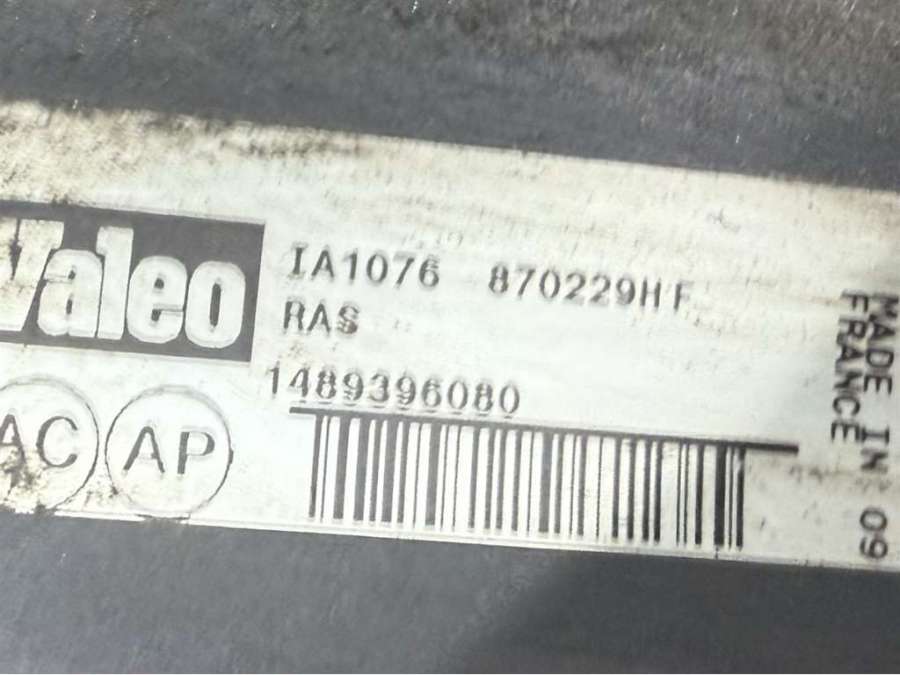 Valeo
IA1076 870229HF
RAS
1489396080
AC AP
MADE IN 09
FRANCE